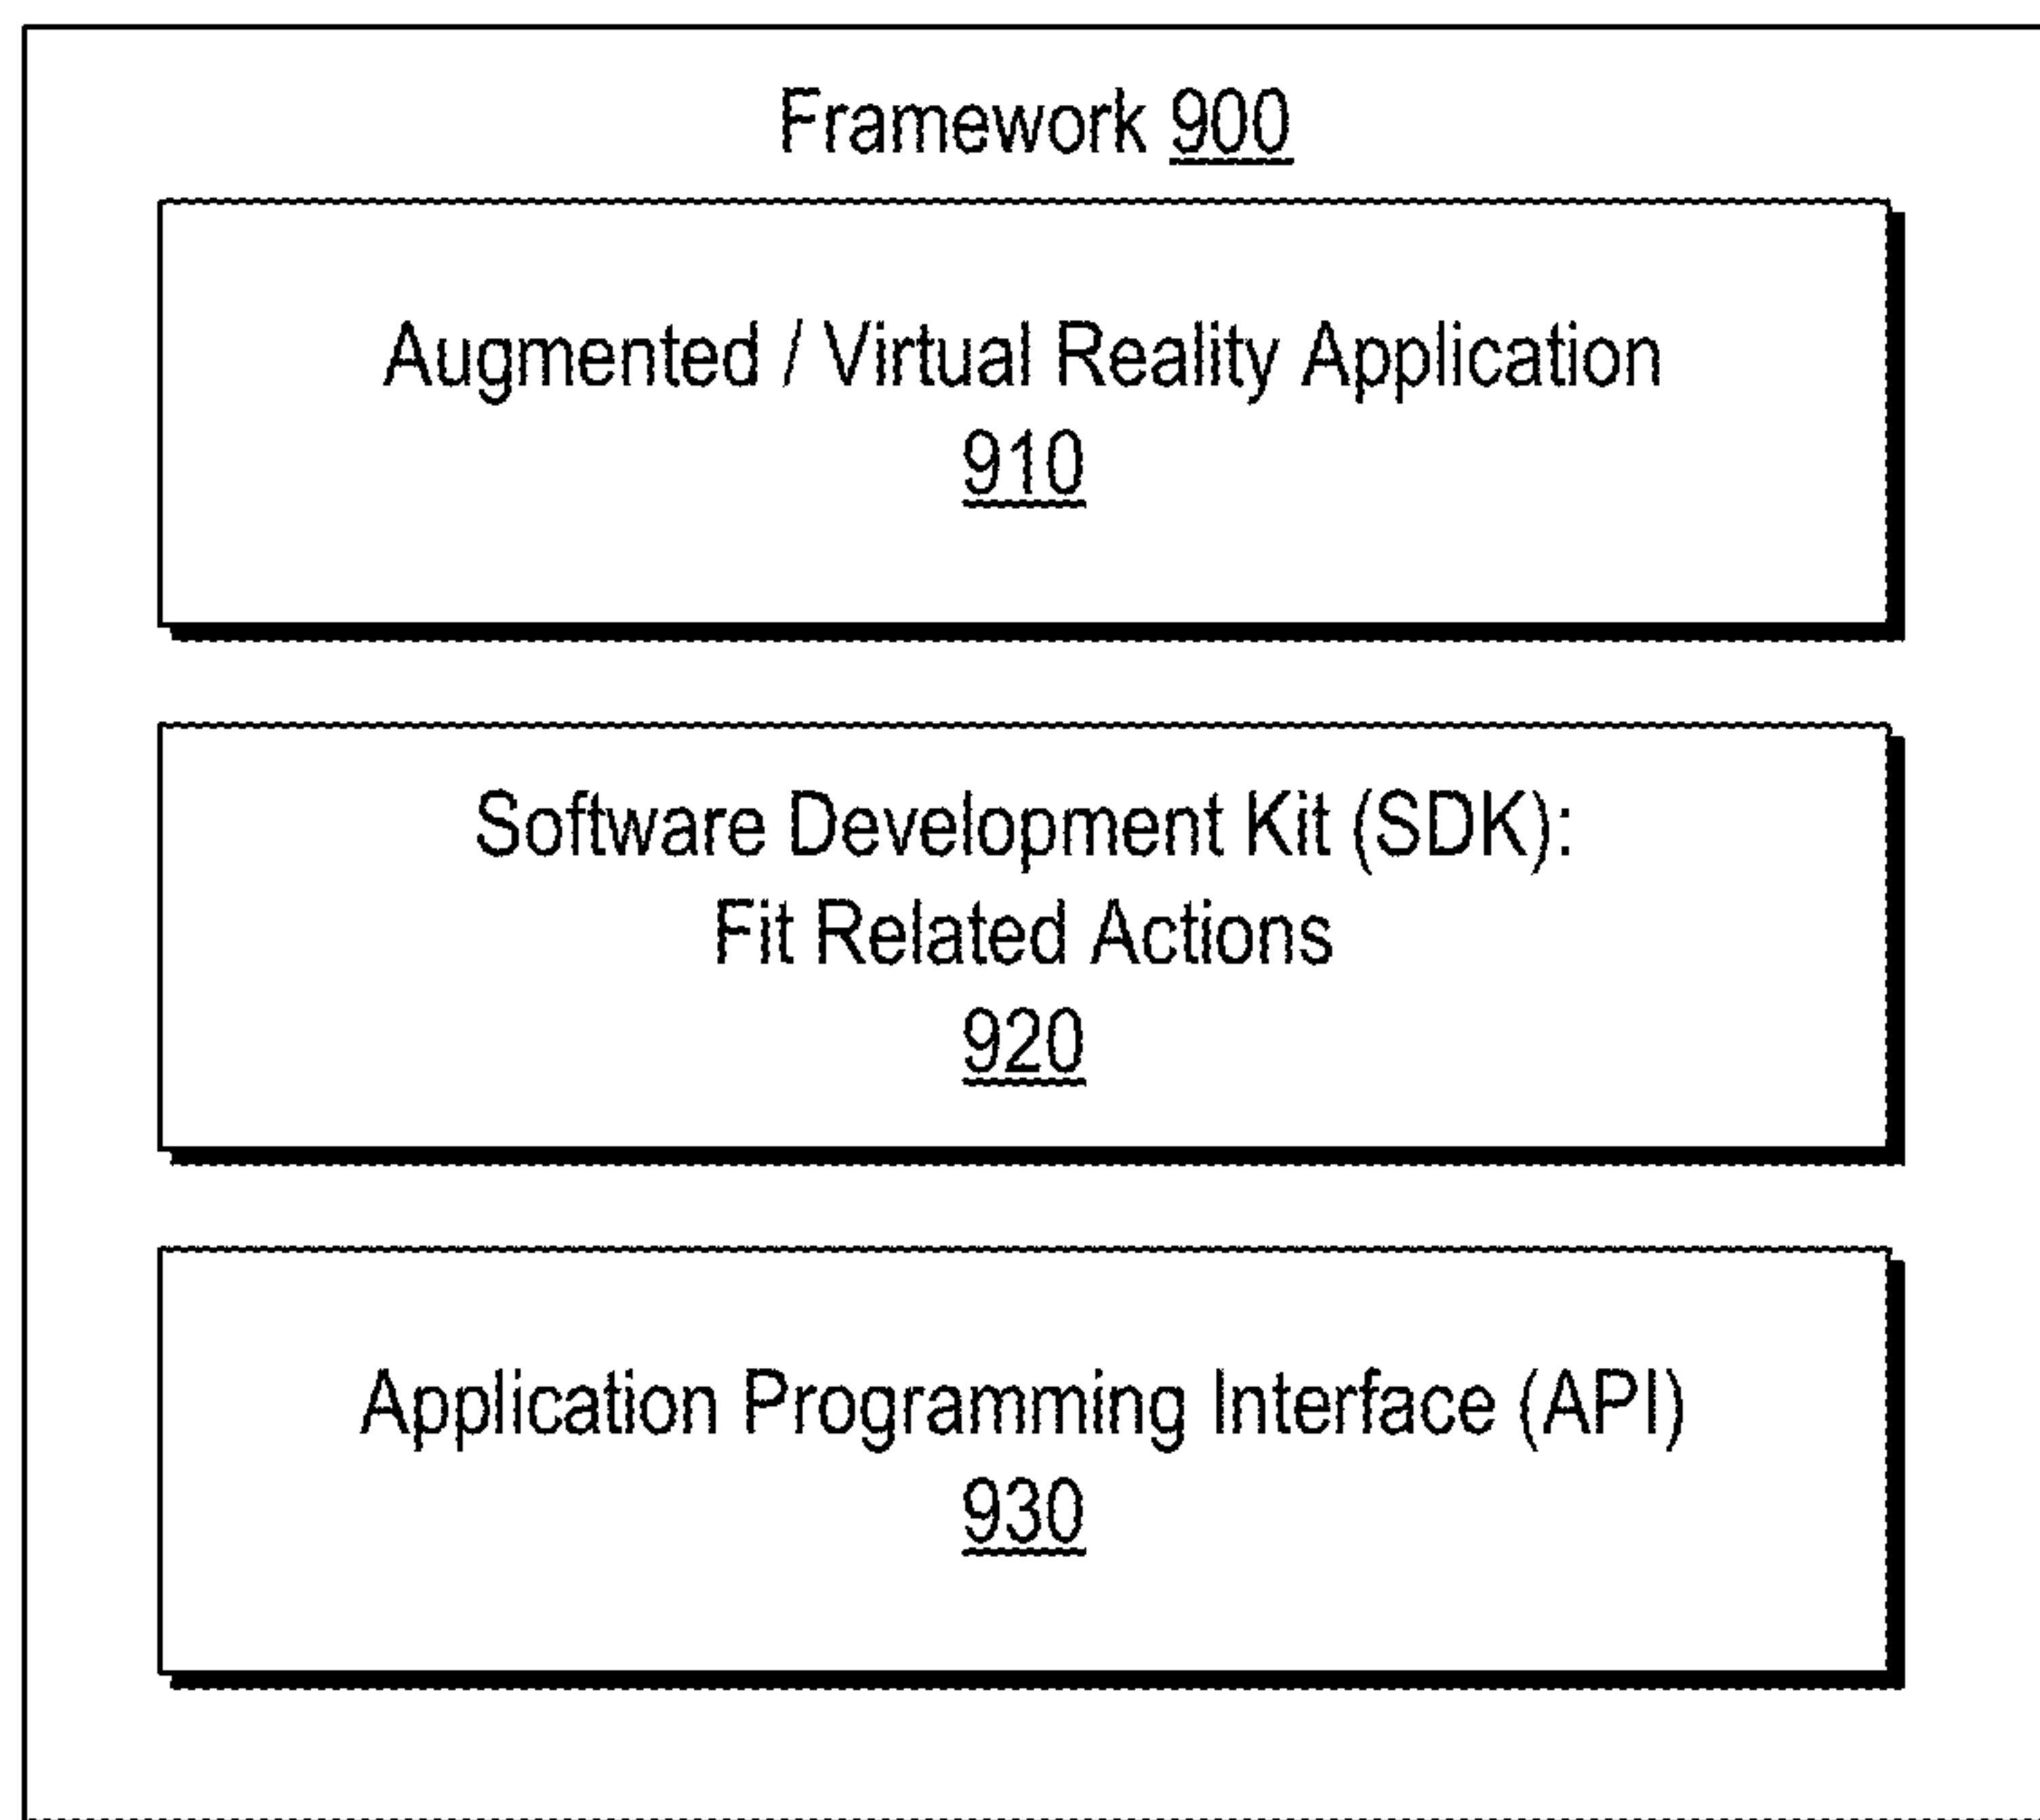 Framework 900
Augmented / Virtual Reality Application
910
Software Development Kit (SDK):
Fit Related Actions
920
Application Programming Interface (API)
930